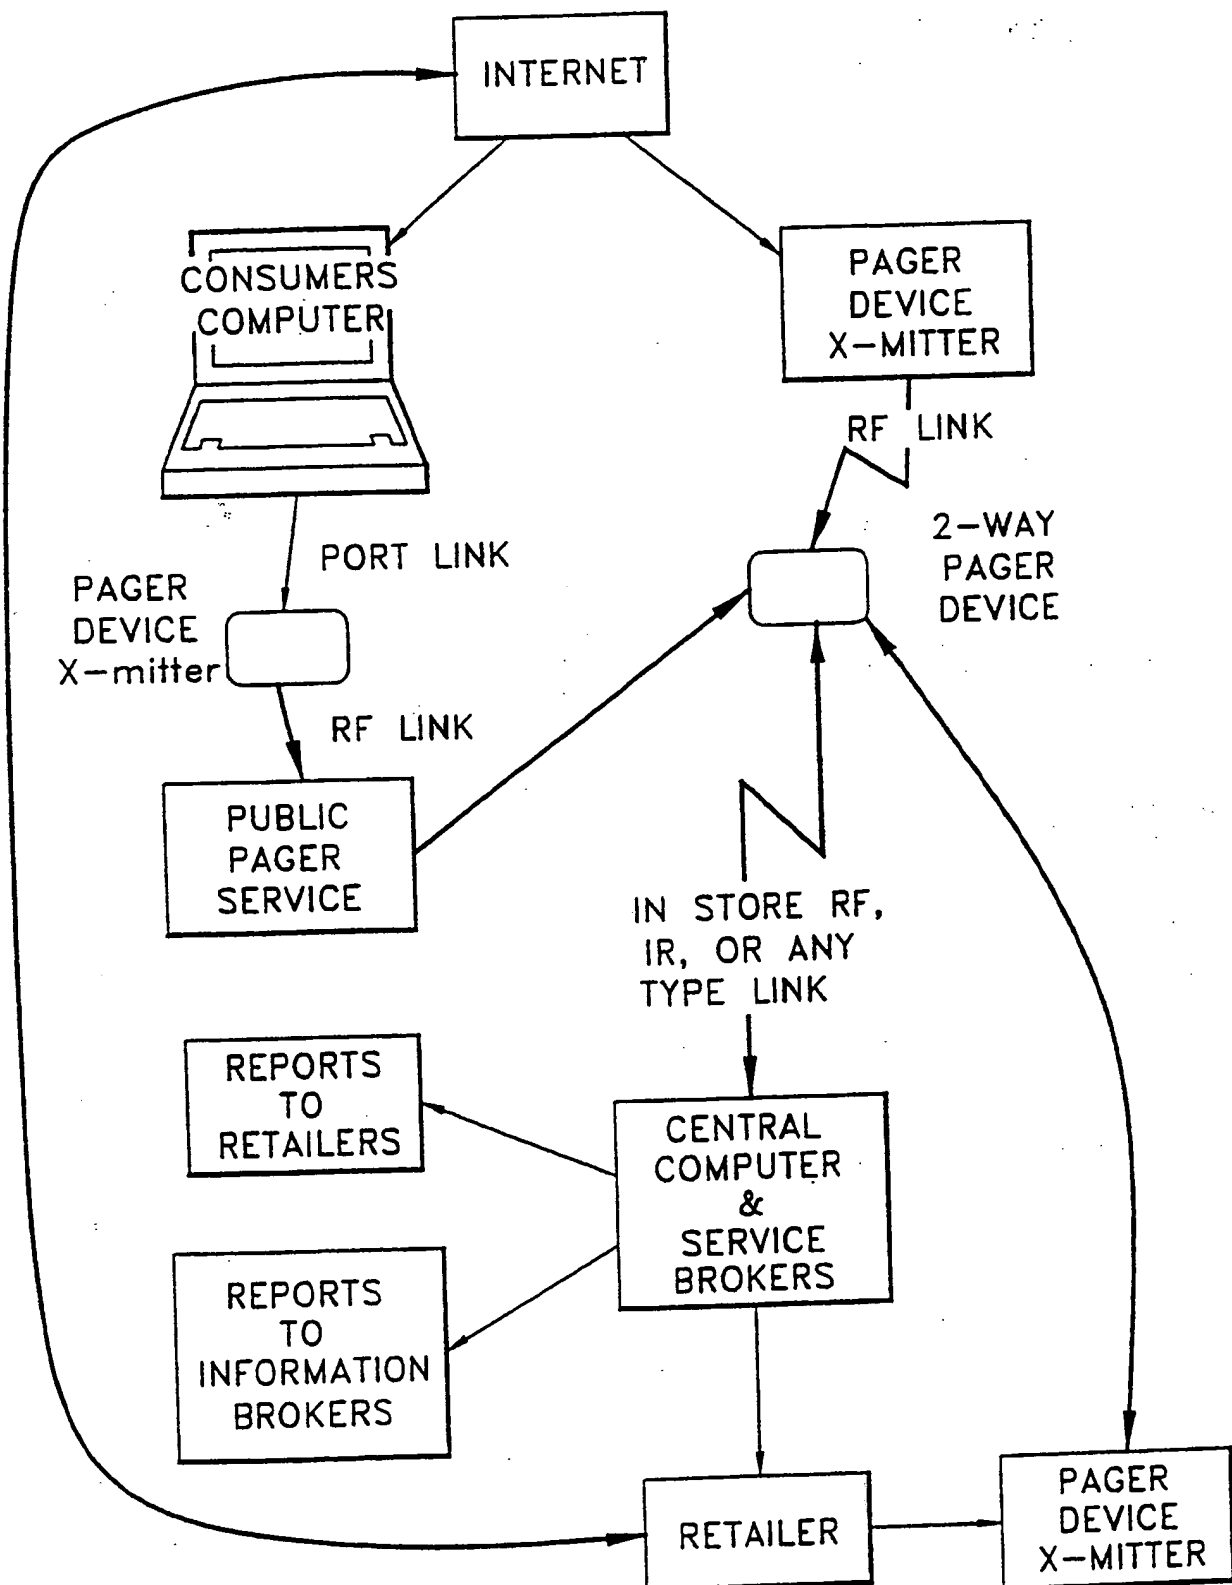 INTERNET
CONSUMERS
COMPUTER
PAGER
DEVICE
X-MITTER
RF LINK
2-WAY
PAGER
DEVICE
PORT LINK
PAGER
DEVICE
X-mitter
RF LINK
PUBLIC
PAGER
SERVICE
IN STORE RF,
IR, OR ANY
TYPE LINK
REPORTS
TO
RETAILERS
CENTRAL
COMPUTER
&
SERVICE
BROKERS
REPORTS
TO
INFORMATION
BROKERS
RETAILER
PAGER
DEVICE
X-MITTER